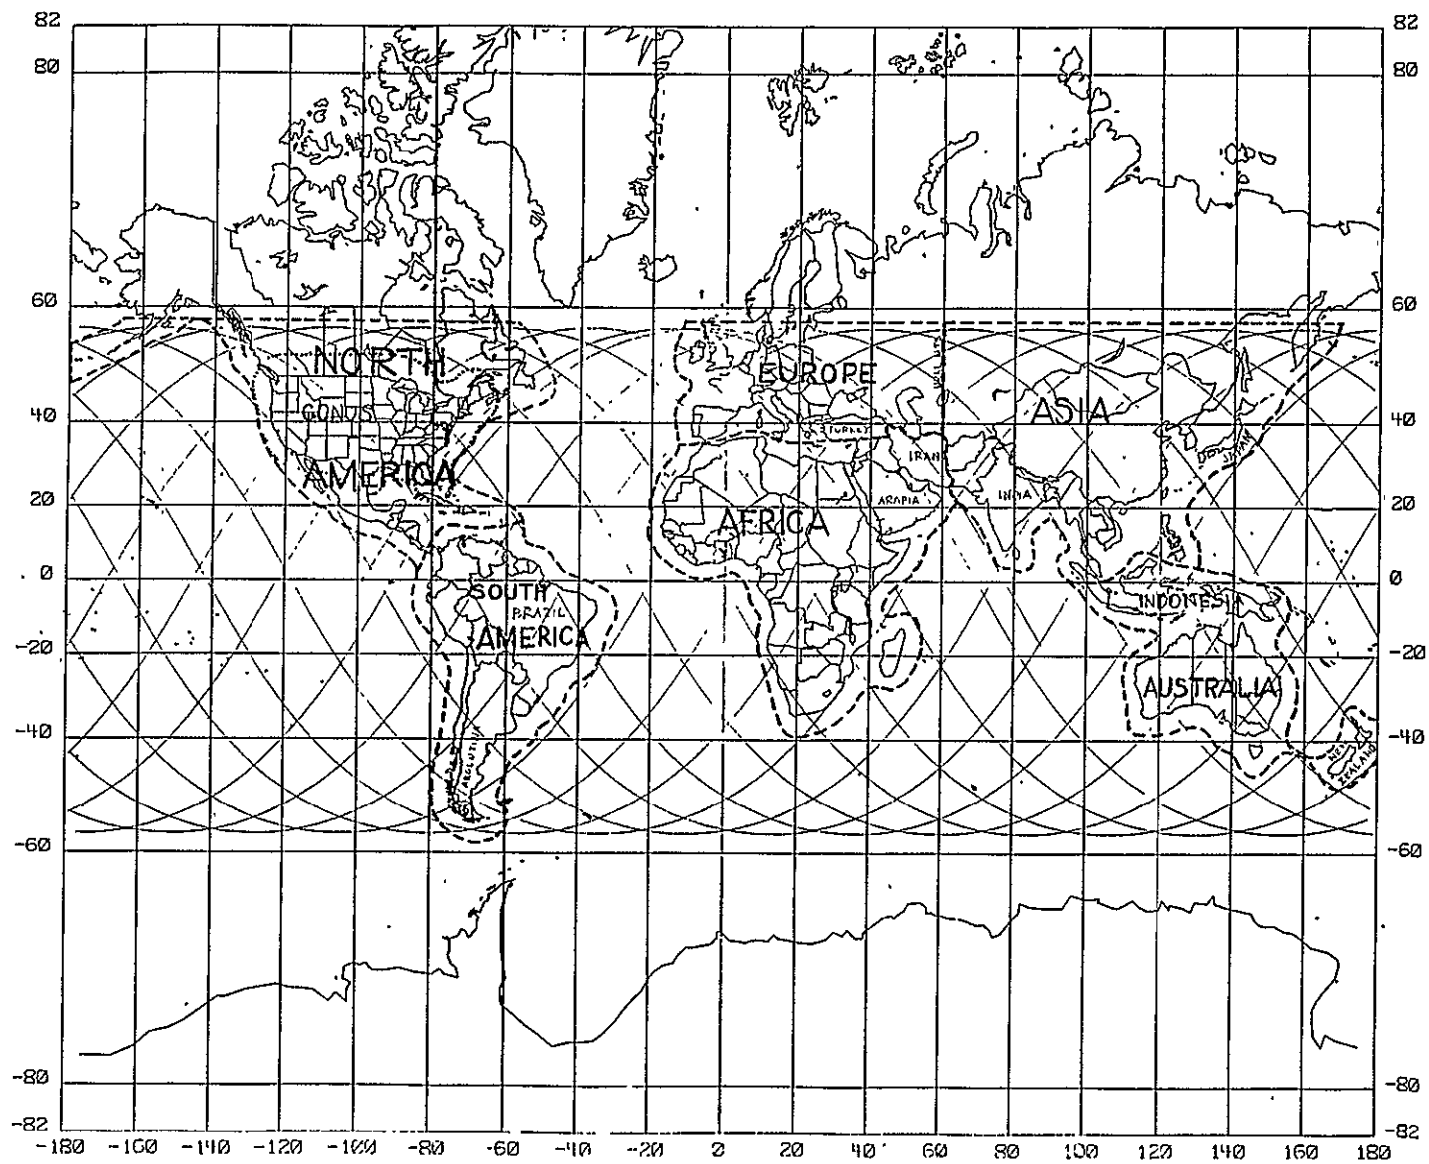 82 82
80 80
60 60
NORTH
EUROPE
CONUS
ASIA
40 40
TURKEY
JAPAN
IRAN
AMERICA
INDIA
ARABIA
20 20
AFRICA
0 0
SOUTH
BRAZIL
INDONESIA
AMERICA
-20 -20
AUSTRALIA
-40 -40
NEW
ZEALAND
-60 -60
-80 -80
-82 -82
-180 -160 -140 -120 -100 -80 -60 -40 -20 0 20 40 60 80 100 120 140 160 180